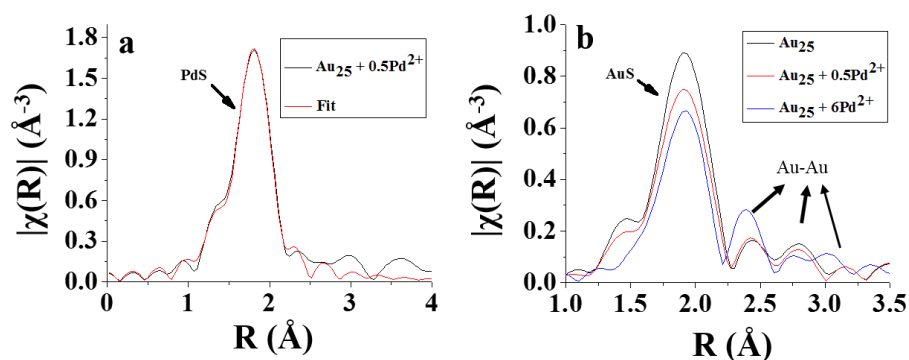 a
PdS
Au₂₅ + 0.5Pd²⁺
Fit
|χ(R)| (Å⁻³)
1.8
1.5
1.2
0.9
0.6
0.3
0.0
0 1 2 3 4
R (Å)
b
AuS
Au₂₅
Au₂₅ + 0.5Pd²⁺
Au₂₅ + 6Pd²⁺
Au-Au
|χ(R)| (Å⁻³)
1.0
0.8
0.6
0.4
0.2
0.0
1.0 1.5 2.0 2.5 3.0 3.5
R (Å)